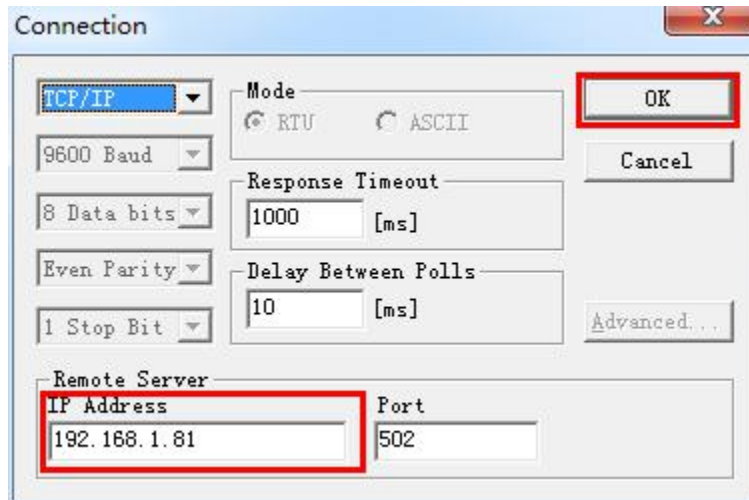 Connection
TCP/IP
Mode
RTU ASCII
OK
9600 Baud
Cancel
Response Timeout
8 Data bits
1000 [ms]
Even Parity
Delay Between Polls
10 [ms]
1 Stop Bit
Advanced...
Remote Server
IP Address Port
192.168.1.81 502